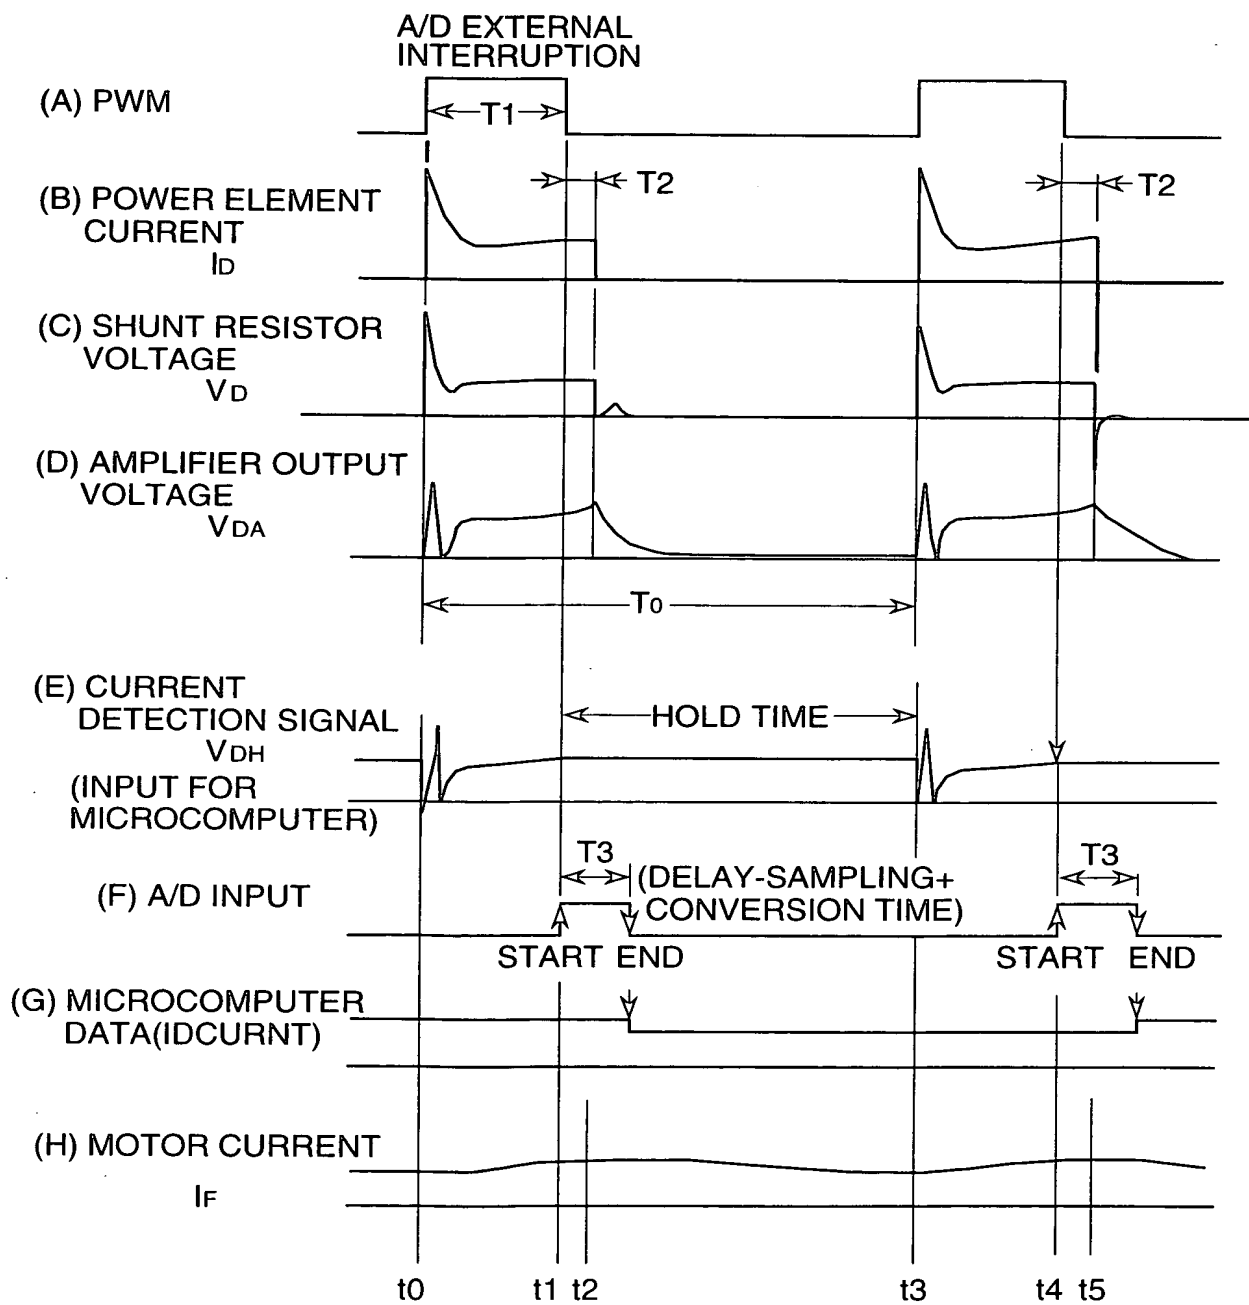 A/D EXTERNAL
INTERRUPTION
(A) PWM
T1
(B) POWER ELEMENT
CURRENT
ID
T2
T2
(C) SHUNT RESISTOR
VOLTAGE
VD
(D) AMPLIFIER OUTPUT
VOLTAGE
VDA
T0
(E) CURRENT
DETECTION SIGNAL
VDH
(INPUT FOR
MICROCOMPUTER)
HOLD TIME
(F) A/D INPUT
T3
(DELAY-SAMPLING+
CONVERSION TIME)
T3
START END
START END
(G) MICROCOMPUTER
DATA(IDCURNT)
(H) MOTOR CURRENT
IF
t0 t1 t2 t3 t4 t5